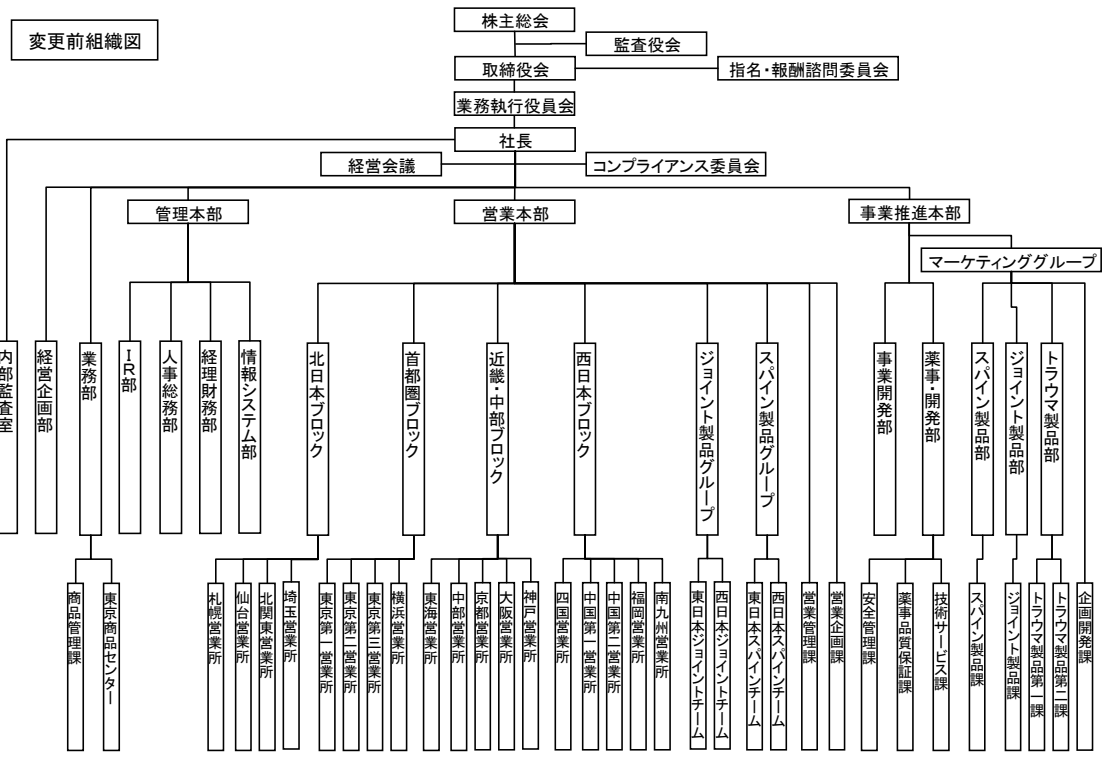 変更前組織図
株主総会
監査役会
取締役会
指名・報酬諮問委員会
業務執行役員会
社長
経営会議
コンプライアンス委員会
管理本部
営業本部
事業推進本部
マーケティンググループ
内部監査室
経営企画部
業務部
IR部
人事総務部
経理財務部
情報システム部
北日本ブロック
首都圏ブロック
近畿・中部ブロック
西日本ブロック
ジョイント製品グループ
スパイン製品グループ
事業開発部
薬事・開発部
スパイン製品部
ジョイント製品部
トラウマ製品部
商品管理課
東京商品センター
札幌営業所
仙台営業所
北関東営業所
埼玉営業所
東京第一営業所
東京第二営業所
東京第三営業所
横浜営業所
東海営業所
中部営業所
京都営業所
大阪営業所
神戸営業所
四国営業所
中国第一営業所
中国第二営業所
福岡営業所
南九州営業所
東日本ジョイントチーム
西日本ジョイントチーム
東日本スパインチーム
西日本スパインチーム
営業管理課
営業企画課
安全管理課
薬事品質保証課
技術サービス課
スパイン製品課
ジョイント製品課
トラウマ製品第一課
トラウマ製品第二課
企画開発課